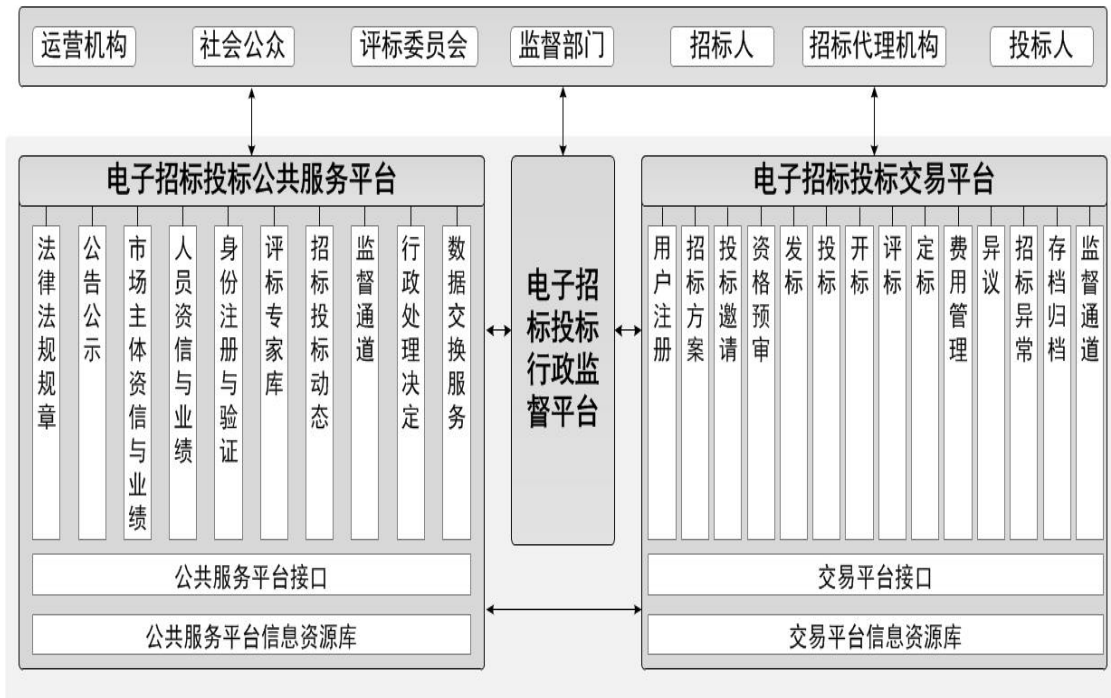 运营机构
社会公众
评标委员会
监督部门
招标人
招标代理机构
投标人
电子招标投标公共服务平台
法律法规规章
公告公示
市场主体资信与业绩
人员资信与业绩
身份注册与验证
评标专家库
招标投标动态
监督通道
行政处理决定
数据交换服务
公共服务平台接口
公共服务平台信息资源库
电子招
标投标
行政监
督平台
电子招标投标交易平台
用户注册
招标方案
投标邀请
资格预审
发标
投标
开标
评标
定标
费用管理
异议
招标异常
存档归档
监督通道
交易平台接口
交易平台信息资源库